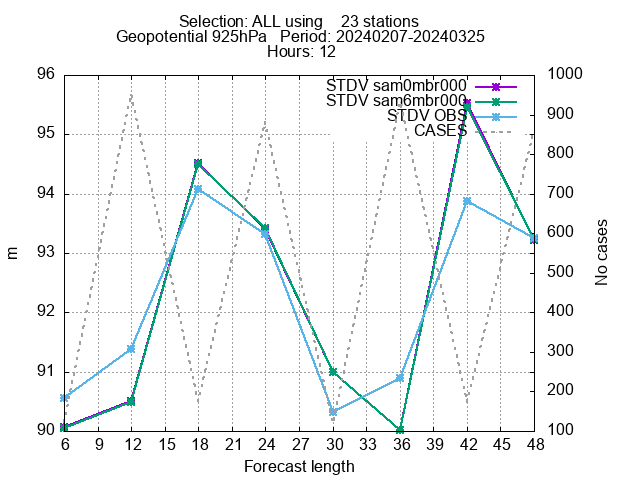 Selection: ALL using    23 stations
Geopotential 925hPa   Period: 20240207-20240325
Hours: 12
STDV sam0mbr000
STDV sam6mbr000
STDV OBS
CASES
96
95
94
93
92
91
90
m
1000
900
800
700
600
500
400
300
200
100
No cases
6 9 12 15 18 21 24 27 30 33 36 39 42 45 48
Forecast length